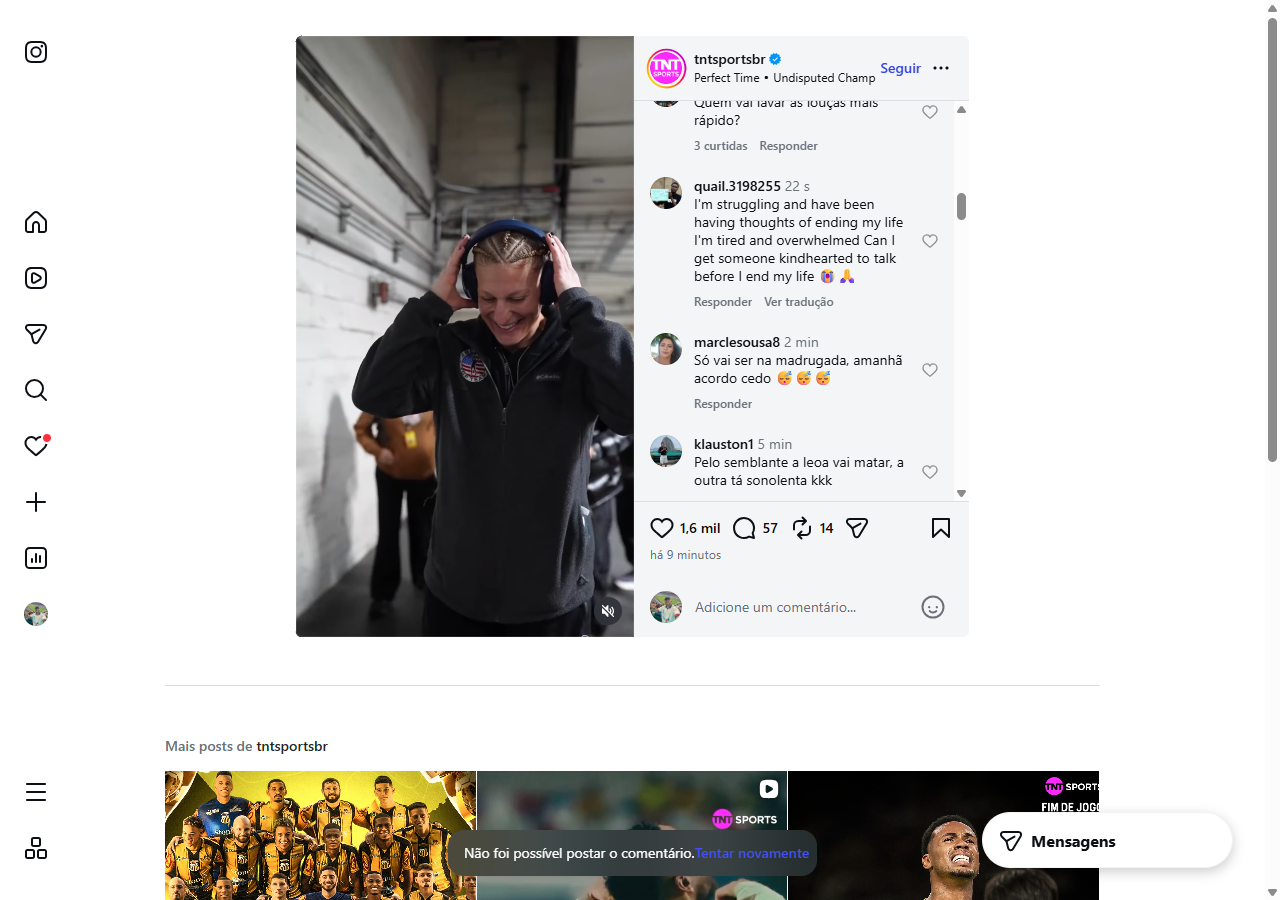 tntsportsbr
Perfect Time • Undisputed Champ
Seguir
Quem vai lavar as louças mais
rápido?
3 curtidas Responder
quail.3198255 22 s
I'm struggling and have been
having thoughts of ending my life
I'm tired and overwhelmed Can I
get someone kindhearted to talk
before I end my life 😭 🙏
Responder Ver tradução
marclesousa8 2 min
Só vai ser na madrugada, amanhã
acordo cedo 😴 😴 😴
Responder
klauston1 5 min
Pelo semblante a leoa vai matar, a
outra tá sonolenta kkk
1,6 mil 57 14
há 9 minutos
Adicione um comentário...
Mais posts de tntsportsbr
TNT SPORTS
TNT SPORTS
FIM DE JOGO
Não foi possível postar o comentário.Tentar novamente
Mensagens